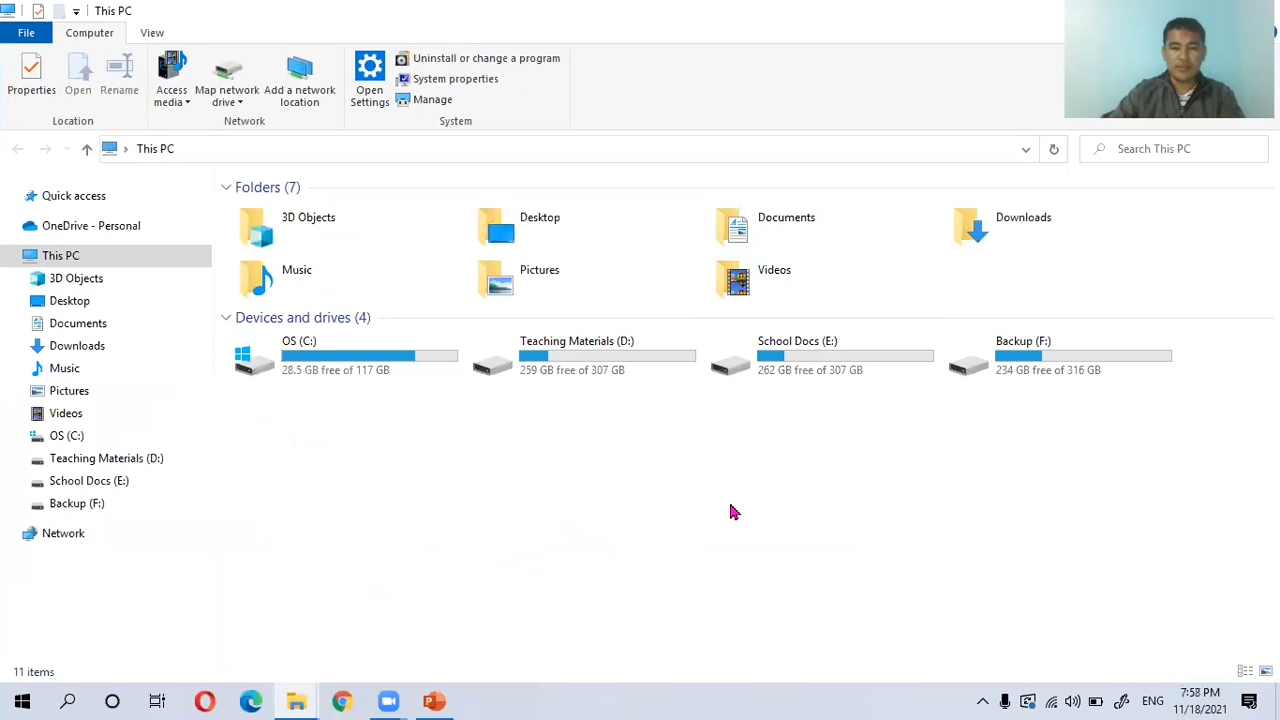 This PC
File Computer View
Properties Open Rename Access media Map network drive Add a network location Open Settings Uninstall or change a program
System properties
Manage
Location Network System
This PC Search This PC
Quick access
OneDrive - Personal
This PC
3D Objects
Desktop
Documents
Downloads
Music
Pictures
Videos
OS (C:)
Teaching Materials (D:)
School Docs (E:)
Backup (F:)
Network
Folders (7)
3D Objects Desktop Documents Downloads
Music Pictures Videos
Devices and drives (4)
OS (C:) Teaching Materials (D:) School Docs (E:) Backup (F:)
28.5 GB free of 117 GB 259 GB free of 307 GB 262 GB free of 307 GB 234 GB free of 316 GB
11 items
ENG 7:58 PM
11/18/2021